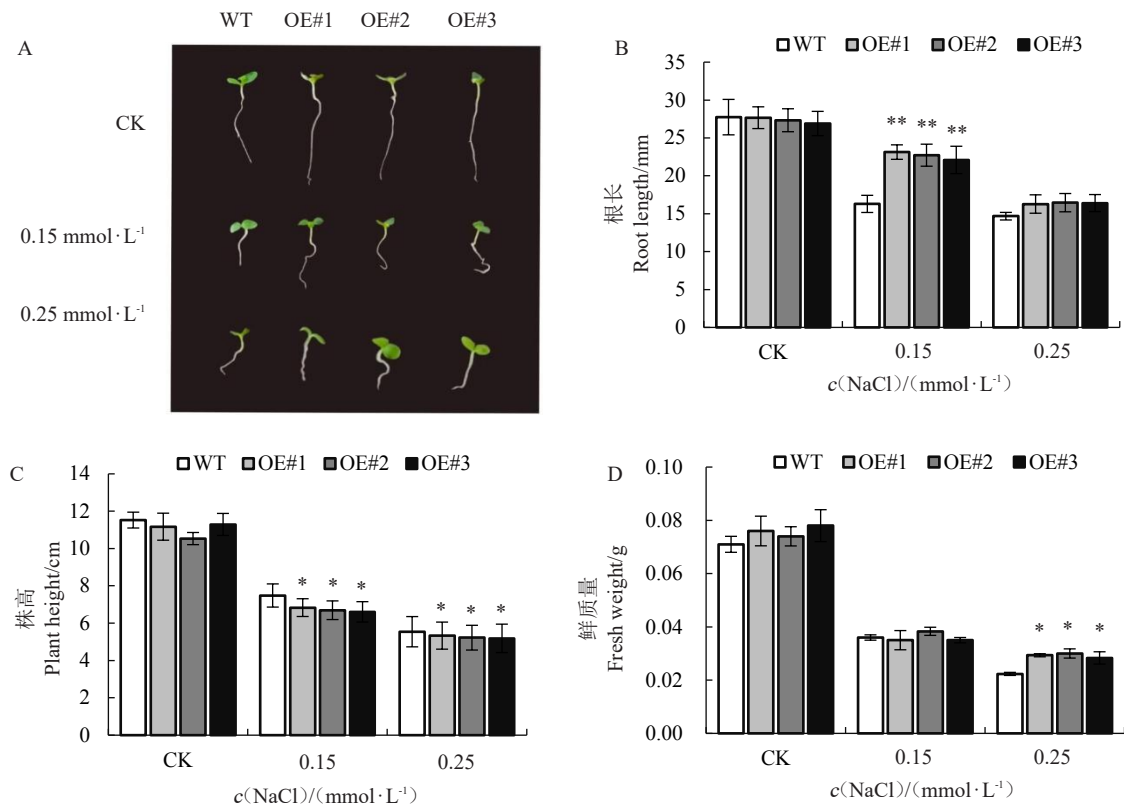 A
WT OE#1 OE#2 OE#3
CK
0.15 mmol·L⁻¹
0.25 mmol·L⁻¹
B
WT OE#1 OE#2 OE#3
根长
Root length/mm
35
30
25
20
15
10
5
0
** ** **
CK 0.15 0.25
c(NaCl)/(mmol·L⁻¹)
C
WT OE#1 OE#2 OE#3
株高
Plant height/cm
14
12
10
8
6
4
2
0
* * *
* * *
CK 0.15 0.25
c(NaCl)/(mmol·L⁻¹)
D
WT OE#1 OE#2 OE#3
鲜质量
Fresh weight/g
0.10
0.08
0.06
0.04
0.02
0.00
* * *
CK 0.15 0.25
c(NaCl)/(mmol·L⁻¹)